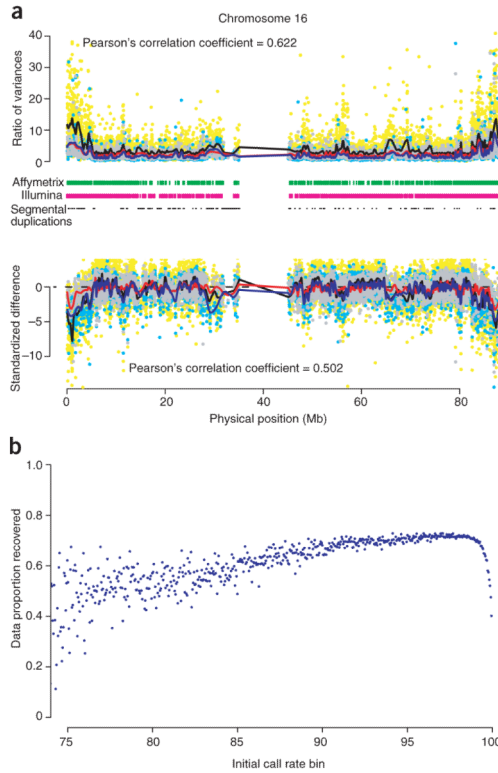 a
Chromosome 16
Pearson's correlation coefficient = 0.622
Ratio of variances
40
30
20
10
0
Affymetrix
Illumina
Segmental
duplications
Standardized difference
0
−5
−10
Pearson's correlation coefficient = 0.502
0 20 40 60 80
Physical position (Mb)
b
Data proportion recovered
1.0
0.8
0.6
0.4
0.2
0
75 80 85 90 95 100
Initial call rate bin